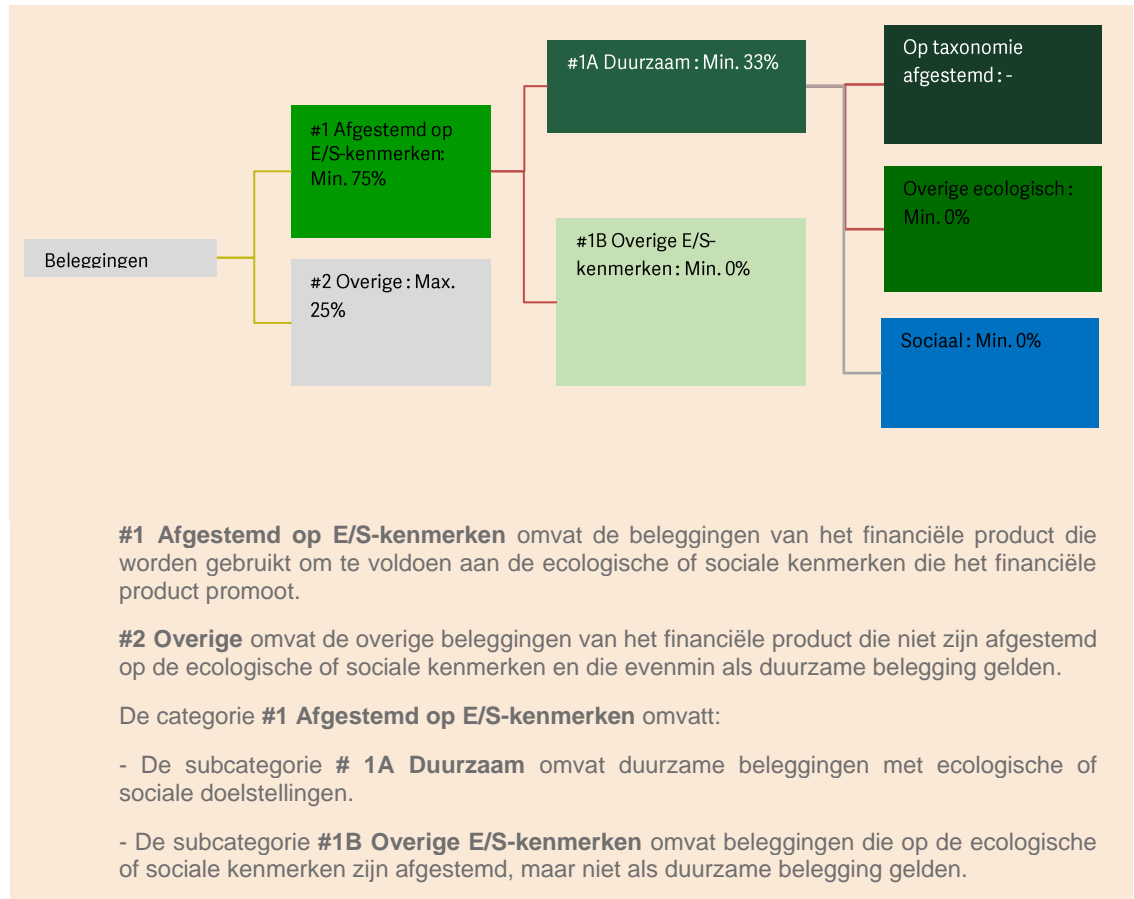 Beleggingen
#1 Afgestemd op
E/S-kenmerken:
Min. 75%
#2 Overige : Max.
25%
#1A Duurzaam : Min. 33%
#1B Overige E/S-
kenmerken : Min. 0%
Op taxonomie
afgestemd : -
Overige ecologisch :
Min. 0%
Sociaal : Min. 0%
#1 Afgestemd op E/S-kenmerken omvat de beleggingen van het financiële product die
worden gebruikt om te voldoen aan de ecologische of sociale kenmerken die het financiële
product promoot.
#2 Overige omvat de overige beleggingen van het financiële product die niet zijn afgestemd
op de ecologische of sociale kenmerken en die evenmin als duurzame belegging gelden.
De categorie #1 Afgestemd op E/S-kenmerken omvatt:
- De subcategorie # 1A Duurzaam omvat duurzame beleggingen met ecologische of
sociale doelstellingen.
- De subcategorie #1B Overige E/S-kenmerken omvat beleggingen die op de ecologische
of sociale kenmerken zijn afgestemd, maar niet als duurzame belegging gelden.